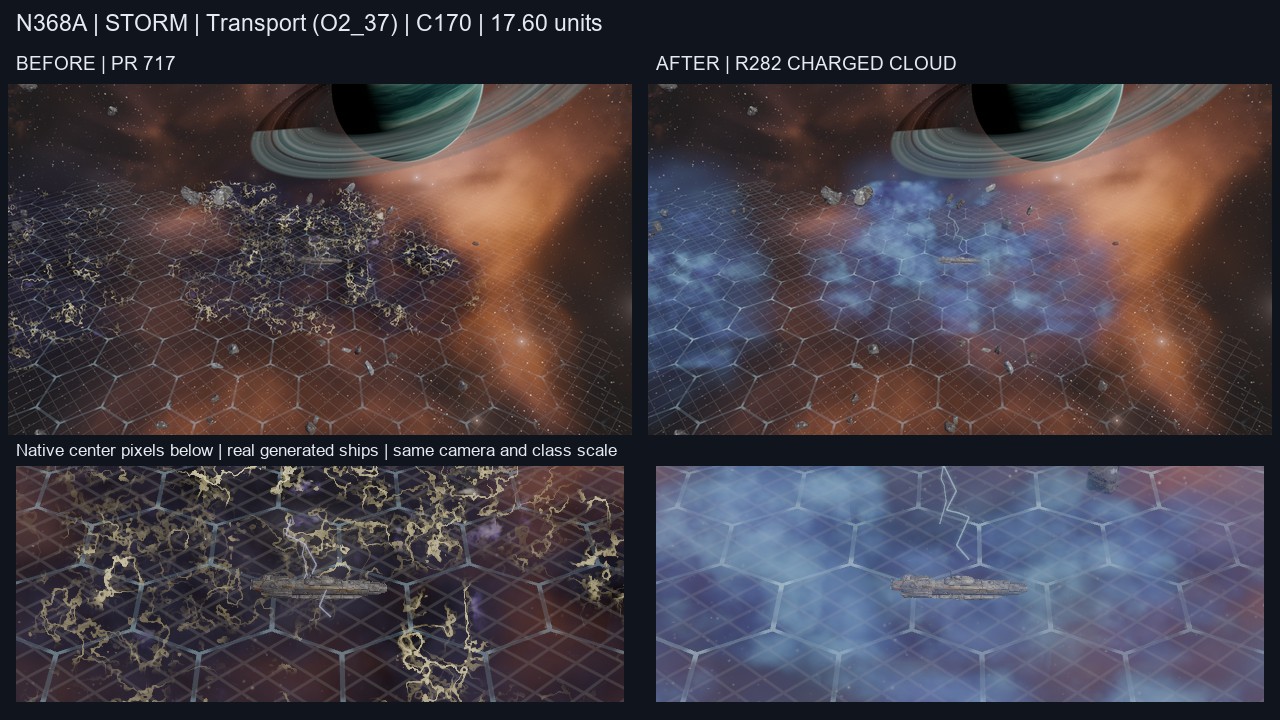 N368A | STORM | Transport (O2_37) | C170 | 17.60 units
BEFORE | PR 717
AFTER | R282 CHARGED CLOUD
Native center pixels below | real generated ships | same camera and class scale